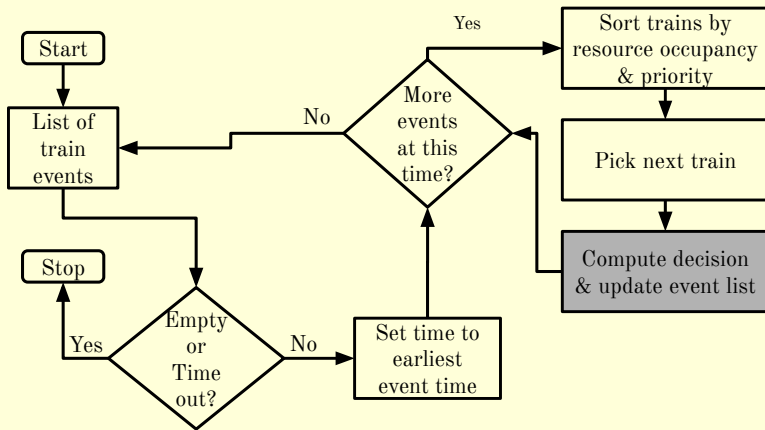 Start
List of
train
events
Stop
Yes
Empty
or
Time
out?
No
Set time to
earliest
event time
No
More
events
at this
time?
Yes
Sort trains by
resource occupancy
& priority
Pick next train
Compute decision
& update event list